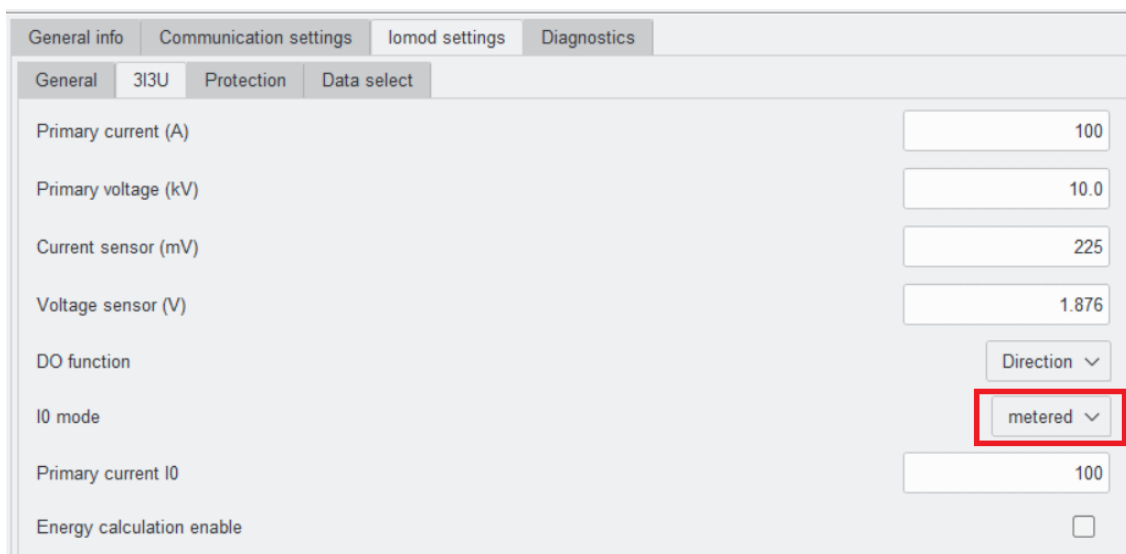 General info Communication settings Iomod settings Diagnostics
General 3I3U Protection Data select
Primary current (A) 100
Primary voltage (kV) 10.0
Current sensor (mV) 225
Voltage sensor (V) 1.876
DO function Direction
I0 mode metered
Primary current I0 100
Energy calculation enable